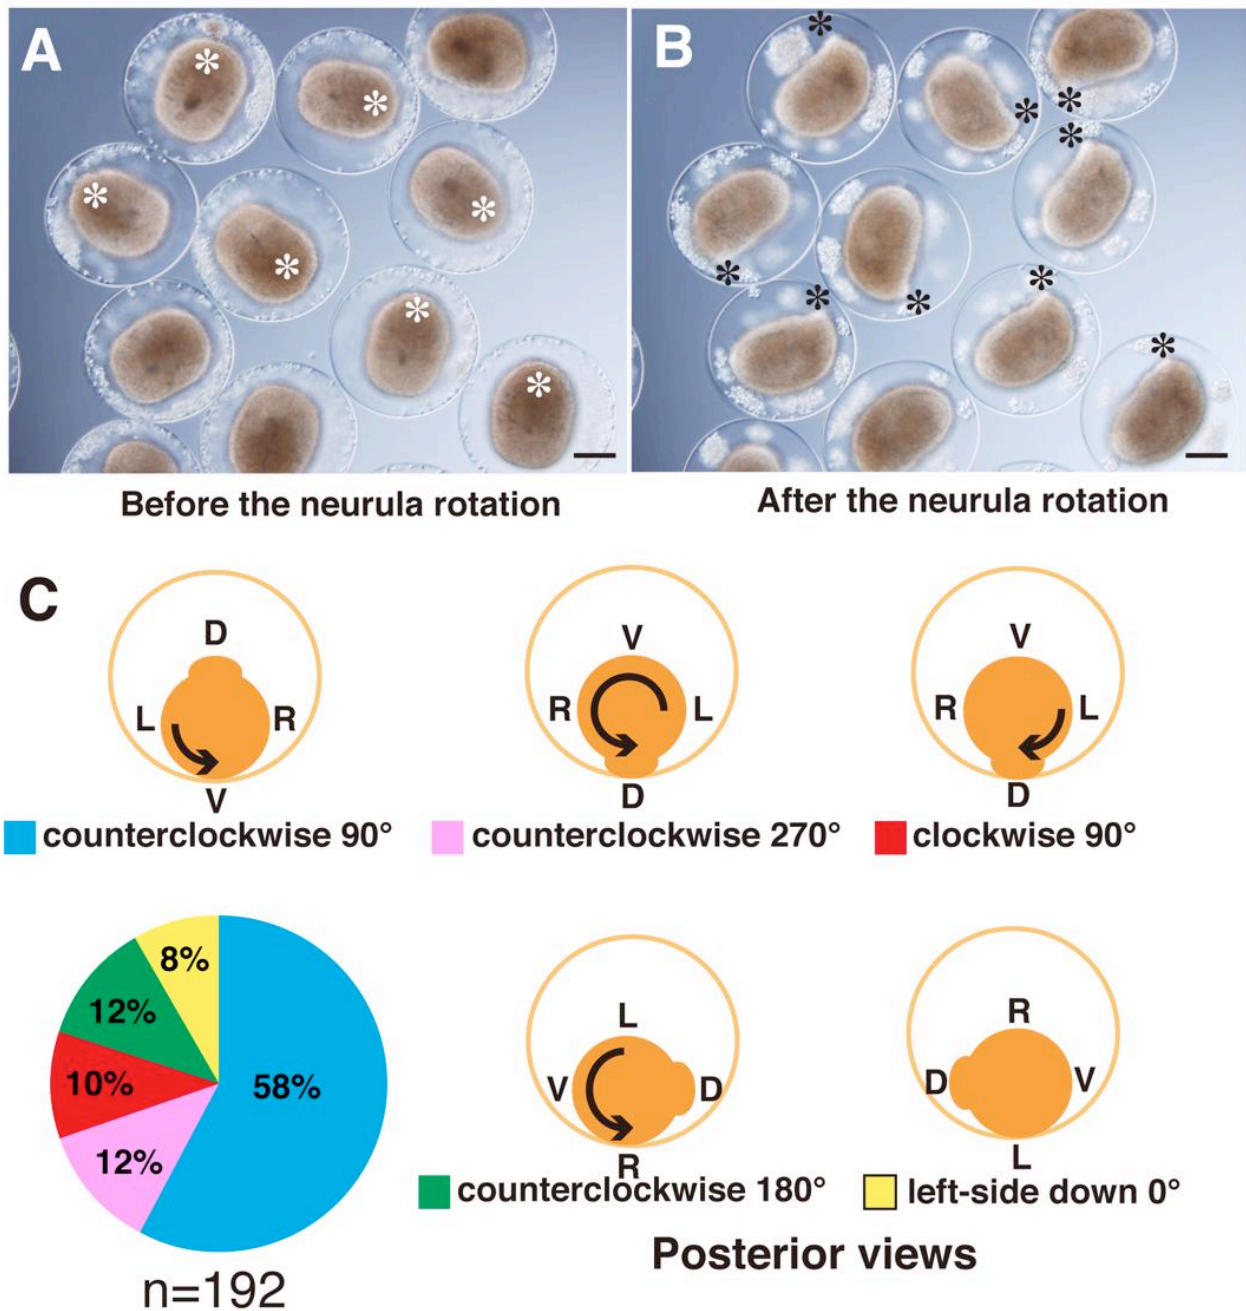 A
B
Before the neurula rotation
After the neurula rotation
C
D
L R
V
counterclockwise 90°
V
R L
D
counterclockwise 270°
V
R L
D
clockwise 90°
8%
12%
10%
58%
12%
n=192
L
V D
R
counterclockwise 180°
R
D V
L
left-side down 0°
Posterior views